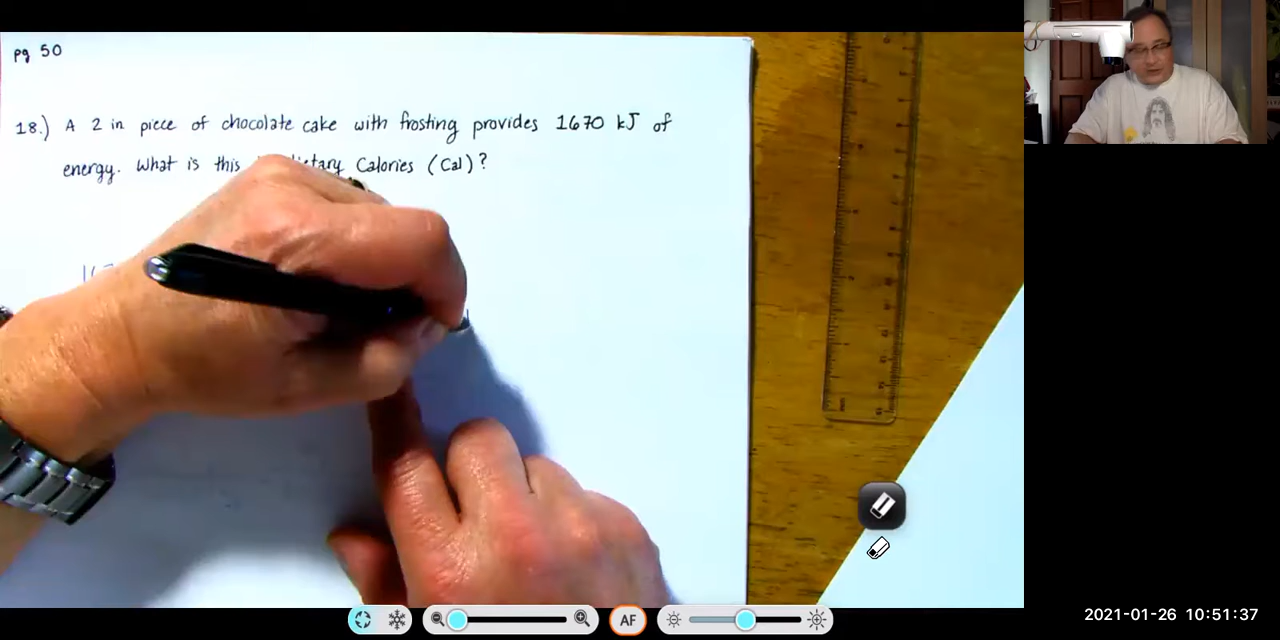 pg 50
18.) A 2 in piece of chocolate cake with frosting provides 1670 kJ of
energy. What is this Calories (Cal)?
AF
2021-01-26 10:51:37